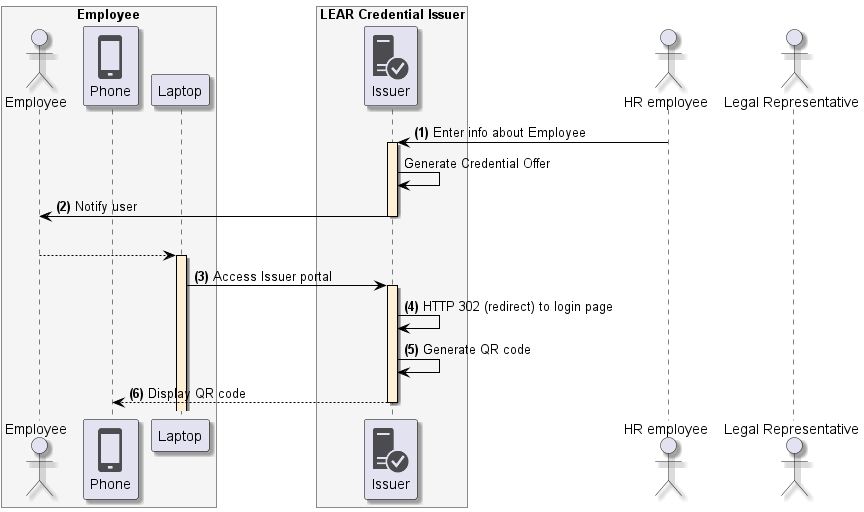 Employee
LEAR Credential Issuer
Employee
Phone
Laptop
Issuer
HR employee
Legal Representative
(1) Enter info about Employee
Generate Credential Offer
(2) Notify user
(3) Access Issuer portal
(4) HTTP 302 (redirect) to login page
(5) Generate QR code
(6) Display QR code
Employee
Phone
Laptop
Issuer
HR employee
Legal Representative